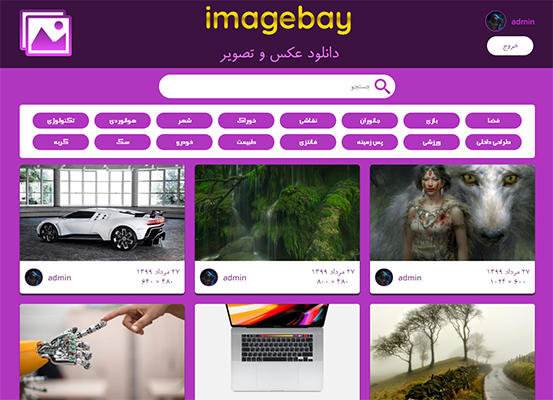 imagebay
admin
خروج
دانلود عکس و تصویر
جستجو
فضا بازی جانوران نقاشی خوراک شهر هوانوردی تکنولوژی
طراحی داخلی ورزشی پس زمینه فانتزی طبیعت خودرو سگ گربه
admin ۲۷ مرداد ۱۳۹۹
۶۴۰ × ۴۸۰
admin ۲۷ مرداد ۱۳۹۹
۸۰۰ × ۴۸۰
admin ۲۷ مرداد ۱۳۹۹
۱۰۲۴ × ۶۰۰